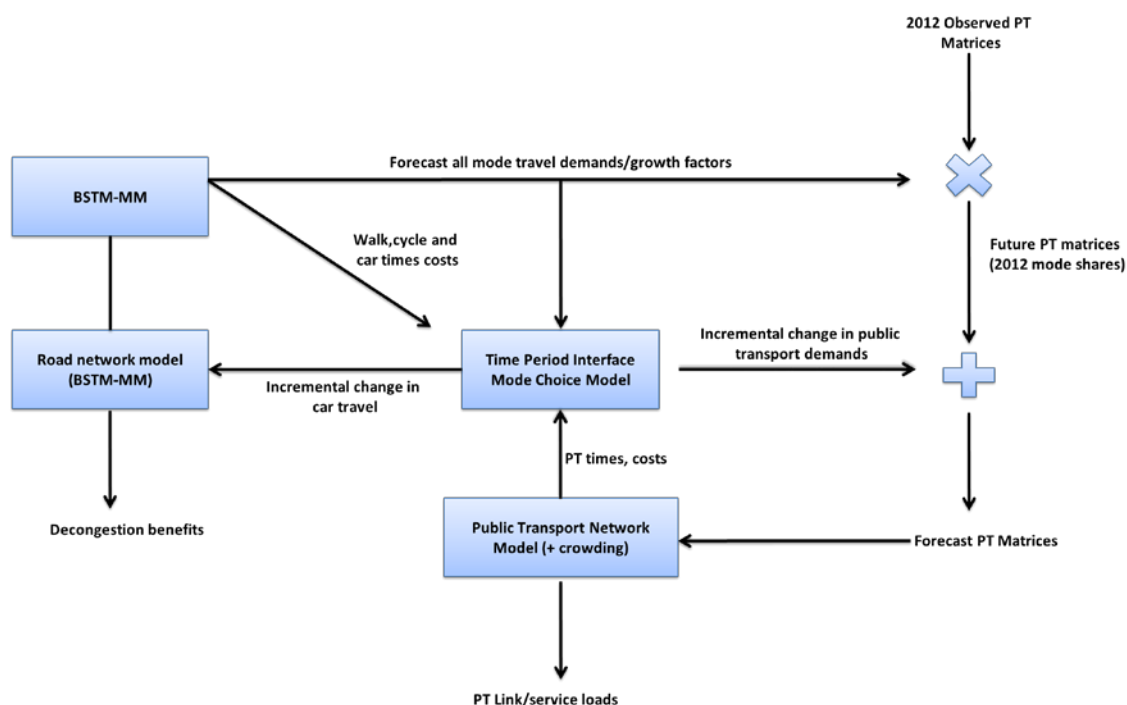 2012 Observed PT
Matrices
Forecast all mode travel demands/growth factors
BSTM-MM
Walk,cycle and
car times costs
Future PT matrices
(2012 mode shares)
Road network model
(BSTM-MM)
Incremental change in
car travel
Time Period Interface
Mode Choice Model
Incremental change in public
transport demands
PT times, costs
Decongestion benefits
Public Transport Network
Model (+ crowding)
Forecast PT Matrices
PT Link/service loads